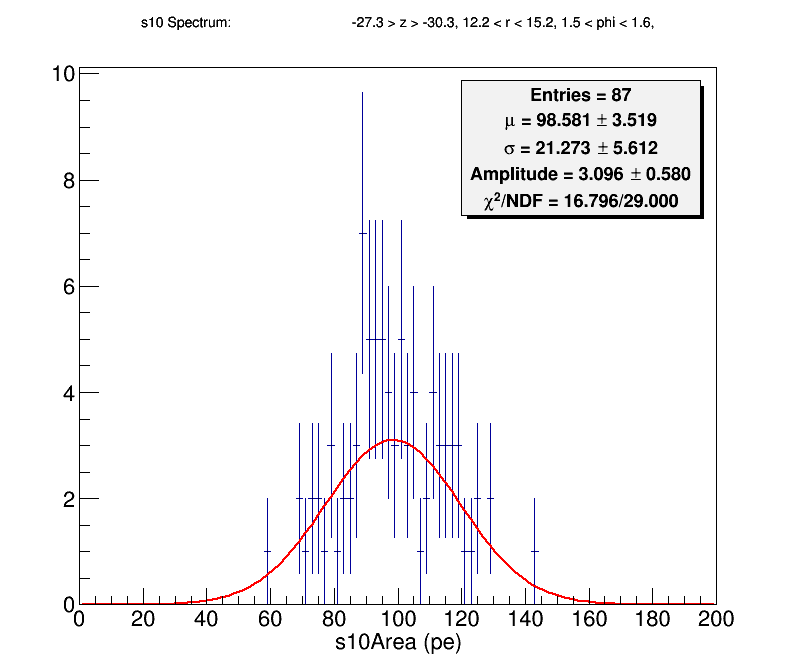 s10 Spectrum: -27.3 > z > -30.3, 12.2 < r < 15.2, 1.5 < phi < 1.6,
Entries = 87
μ = 98.581 ± 3.519
σ = 21.273 ± 5.612
Amplitude = 3.096 ± 0.580
χ²/NDF = 16.796/29.000
10
8
6
4
2
0
0 20 40 60 80 100 120 140 160 180 200
s10Area (pe)